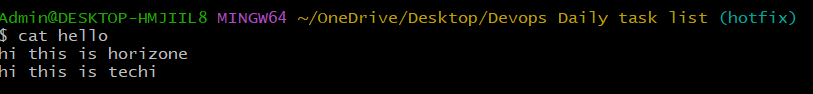 Admin@DESKTOP-HMJIIL8 MINGW64 ~/OneDrive/Desktop/Devops Daily task list (hotfix)
$ cat hello
hi this is horizone
hi this is techi